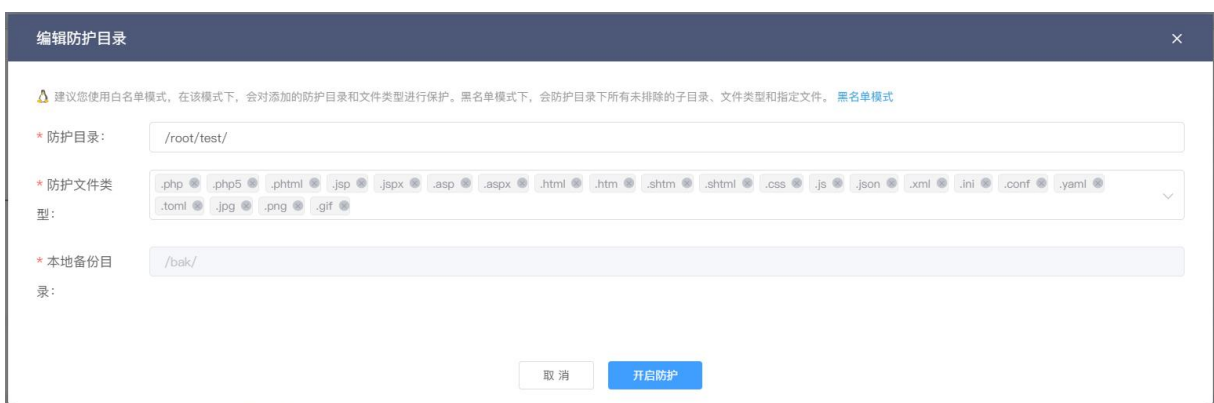 编辑防护目录
建议您使用白名单模式，在该模式下，会对添加的防护目录和文件类型进行保护。黑名单模式下，会防护目录下所有未排除的子目录、文件类型和指定文件。 黑名单模式
* 防护目录： /root/test/
* 防护文件类型： .php .php5 .phtml .jsp .jspx .asp .aspx .html .htm .shtm .shtml .css .js .json .xml .ini .conf .yaml
.toml .jpg .png .gif
* 本地备份目录： /bak/
取消 开启防护